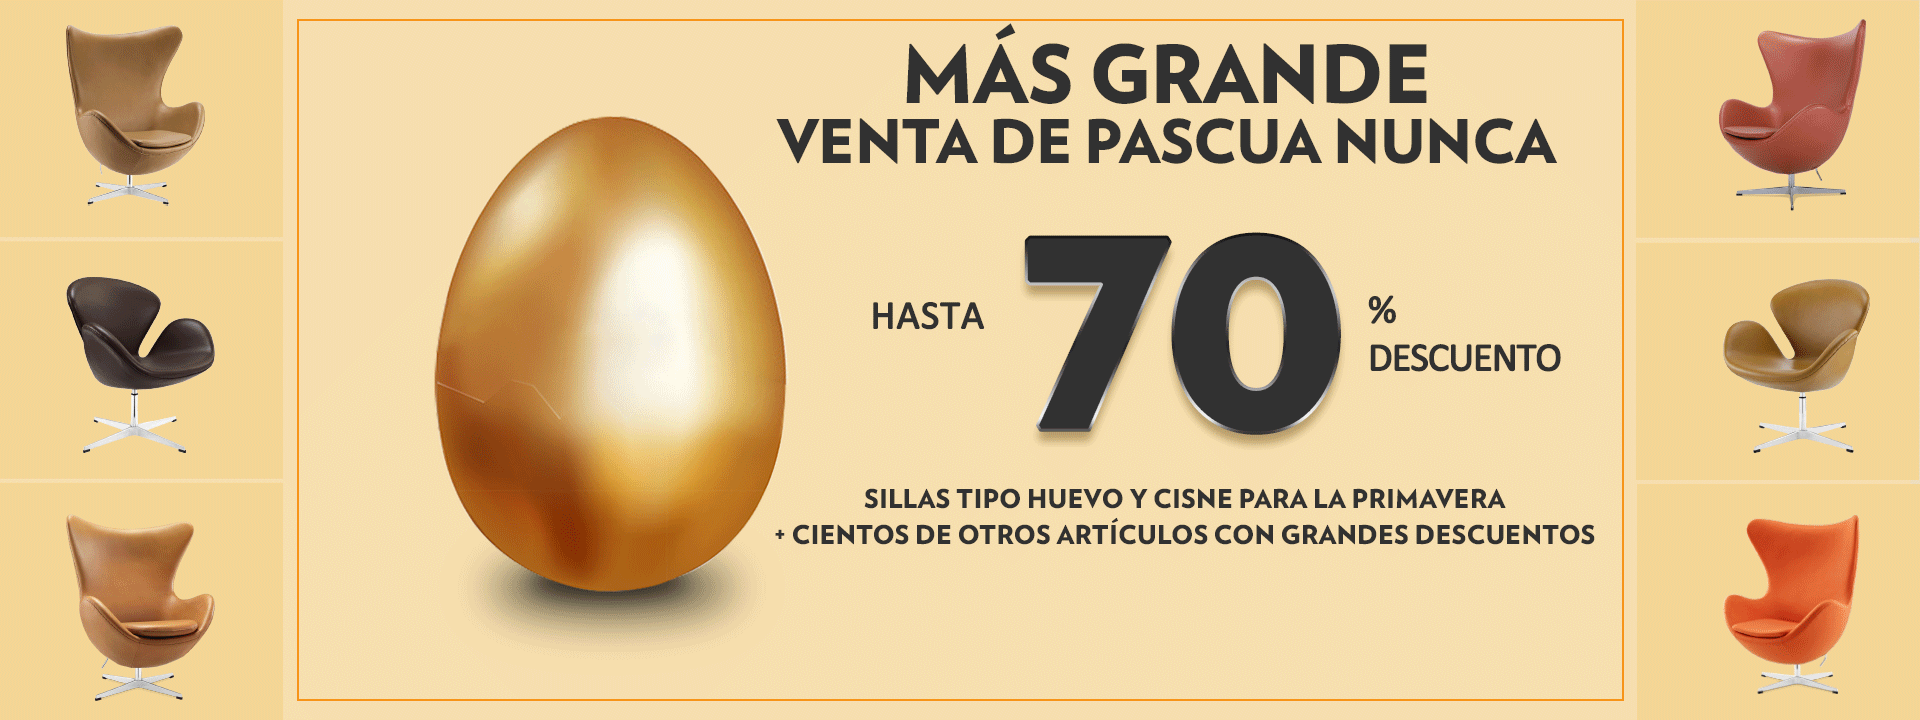 MÁS GRANDE
VENTA DE PASCUA NUNCA
HASTA 70 %
DESCUENTO
SILLAS TIPO HUEVO Y CISNE PARA LA PRIMAVERA
+ CIENTOS DE OTROS ARTÍCULOS CON GRANDES DESCUENTOS